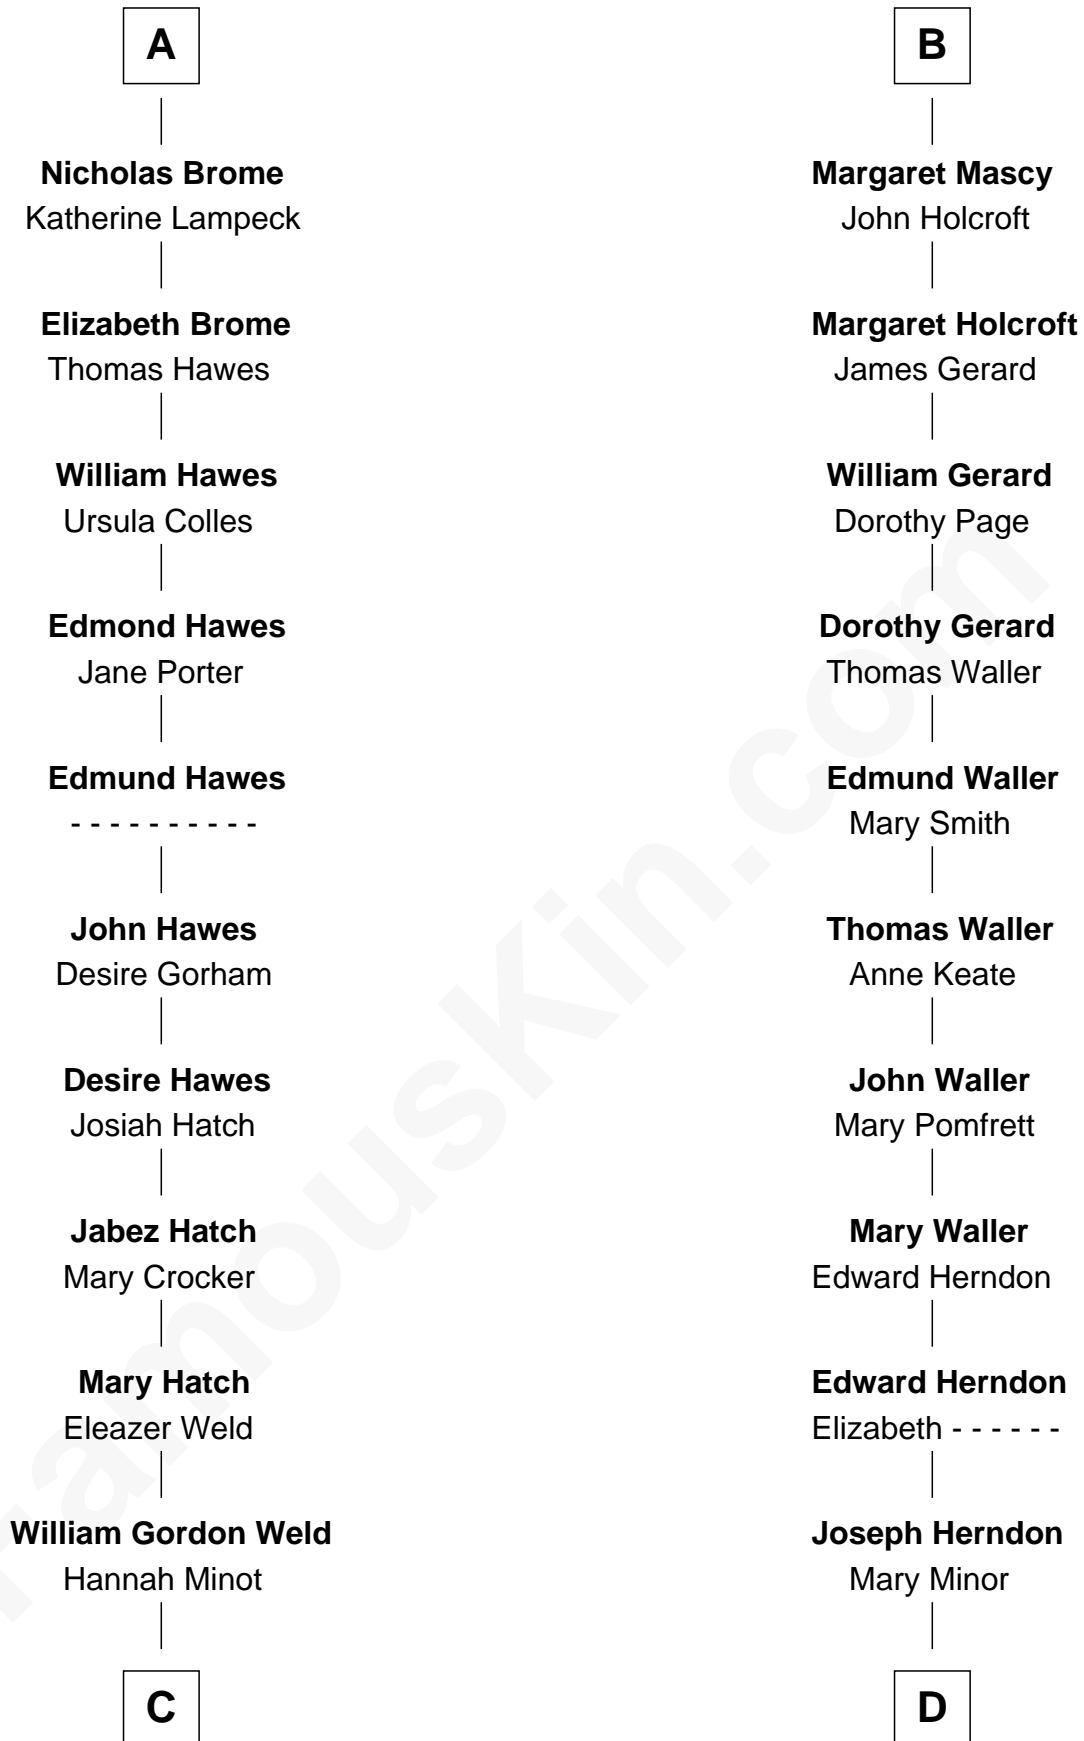 A
Nicholas Brome
Katherine Lampeck
Elizabeth Brome
Thomas Hawes
William Hawes
Ursula Colles
Edmond Hawes
Jane Porter
Edmund Hawes
- - - - - - - - - -
John Hawes
Desire Gorham
Desire Hawes
Josiah Hatch
Jabez Hatch
Mary Crocker
Mary Hatch
Eleazer Weld
William Gordon Weld
Hannah Minot
C
B
Margaret Mascy
John Holcroft
Margaret Holcroft
James Gerard
William Gerard
Dorothy Page
Dorothy Gerard
Thomas Waller
Edmund Waller
Mary Smith
Thomas Waller
Anne Keate
John Waller
Mary Pomfrett
Mary Waller
Edward Herndon
Edward Herndon
Elizabeth - - - - - -
Joseph Herndon
Mary Minor
D
FamousKin.com